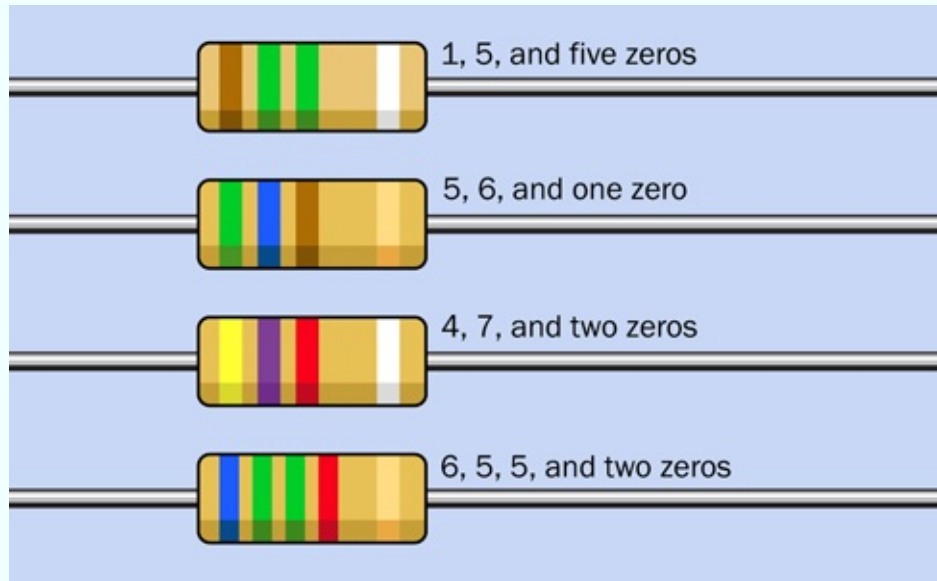 1, 5, and five zeros
5, 6, and one zero
4, 7, and two zeros
6, 5, 5, and two zeros